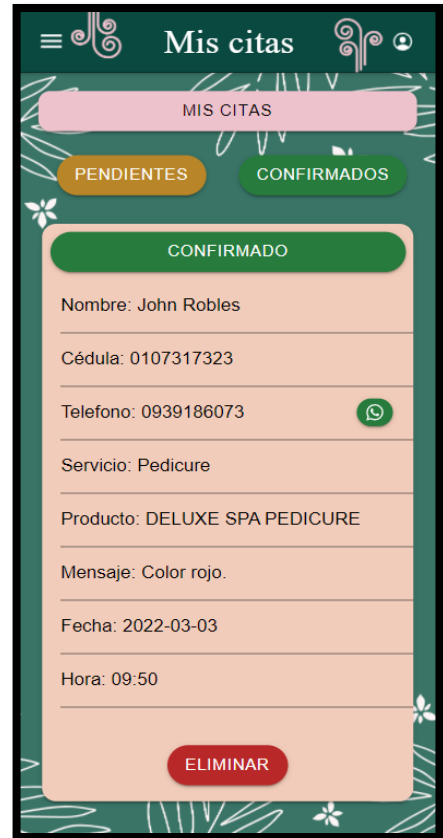 Mis citas
MIS CITAS
PENDIENTES CONFIRMADOS
CONFIRMADO
Nombre: John Robles
Cédula: 0107317323
Telefono: 0939186073
Servicio: Pedicure
Producto: DELUXE SPA PEDICURE
Mensaje: Color rojo.
Fecha: 2022-03-03
Hora: 09:50
ELIMINAR